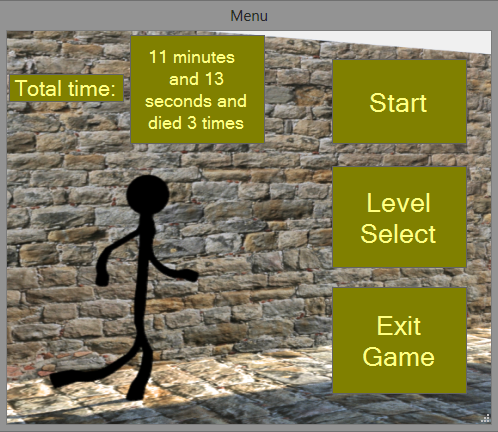 Menu
Total time:
11 minutes
and 13
seconds and
died 3 times
Start
Level
Select
Exit
Game